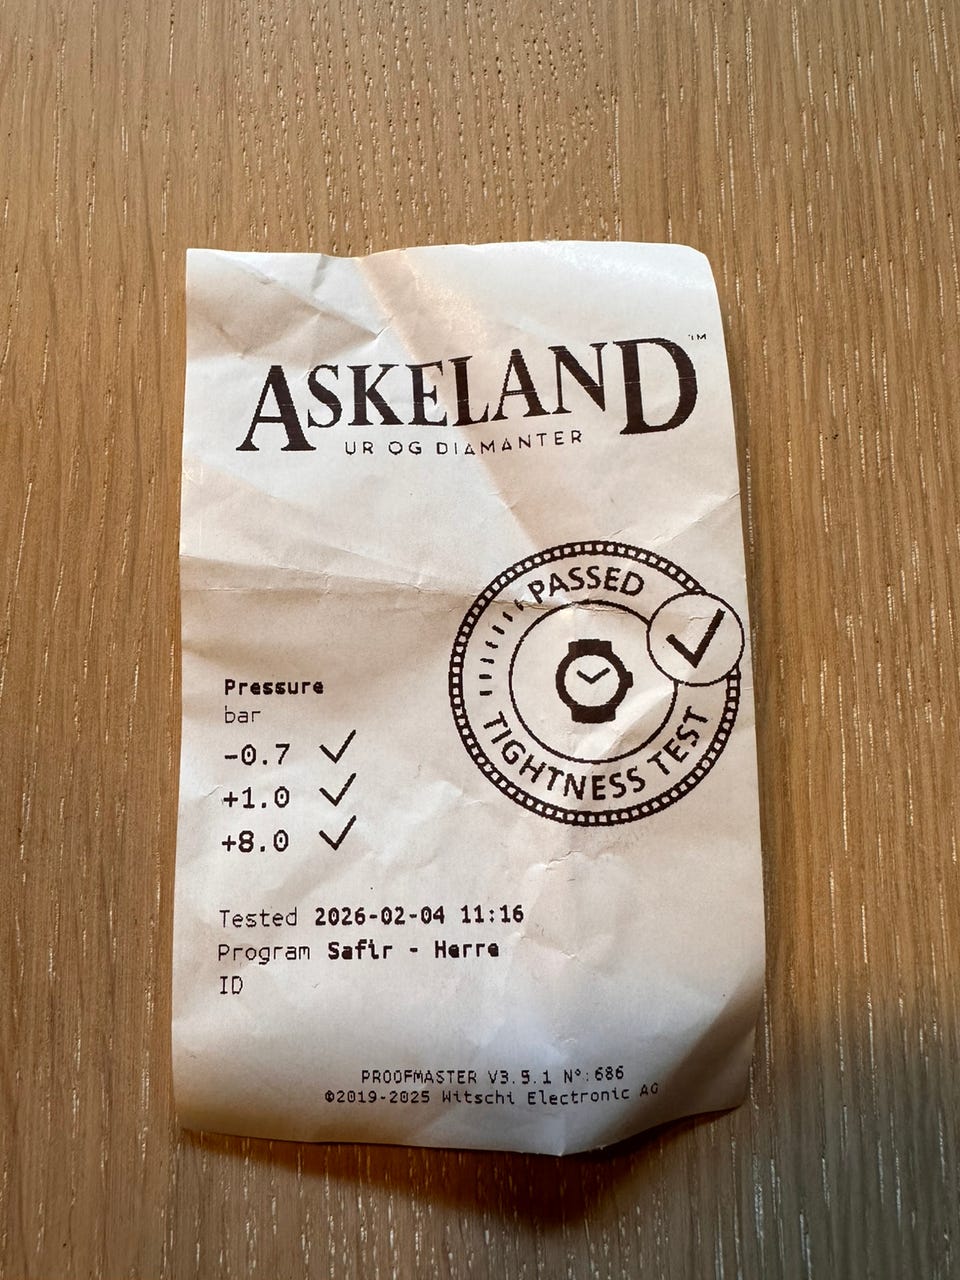 ASKELAND™
UR OG DIAMANTER
PASSED
TIGHTNESS TEST
Pressure
bar
-0.7 ✓
+1.0 ✓
+8.0 ✓
Tested 2026-02-04 11:16
Program Safir - Herre
ID
PROOFMASTER V3.5.1 N°:686
©2019-2025 Witschi Electronic AG